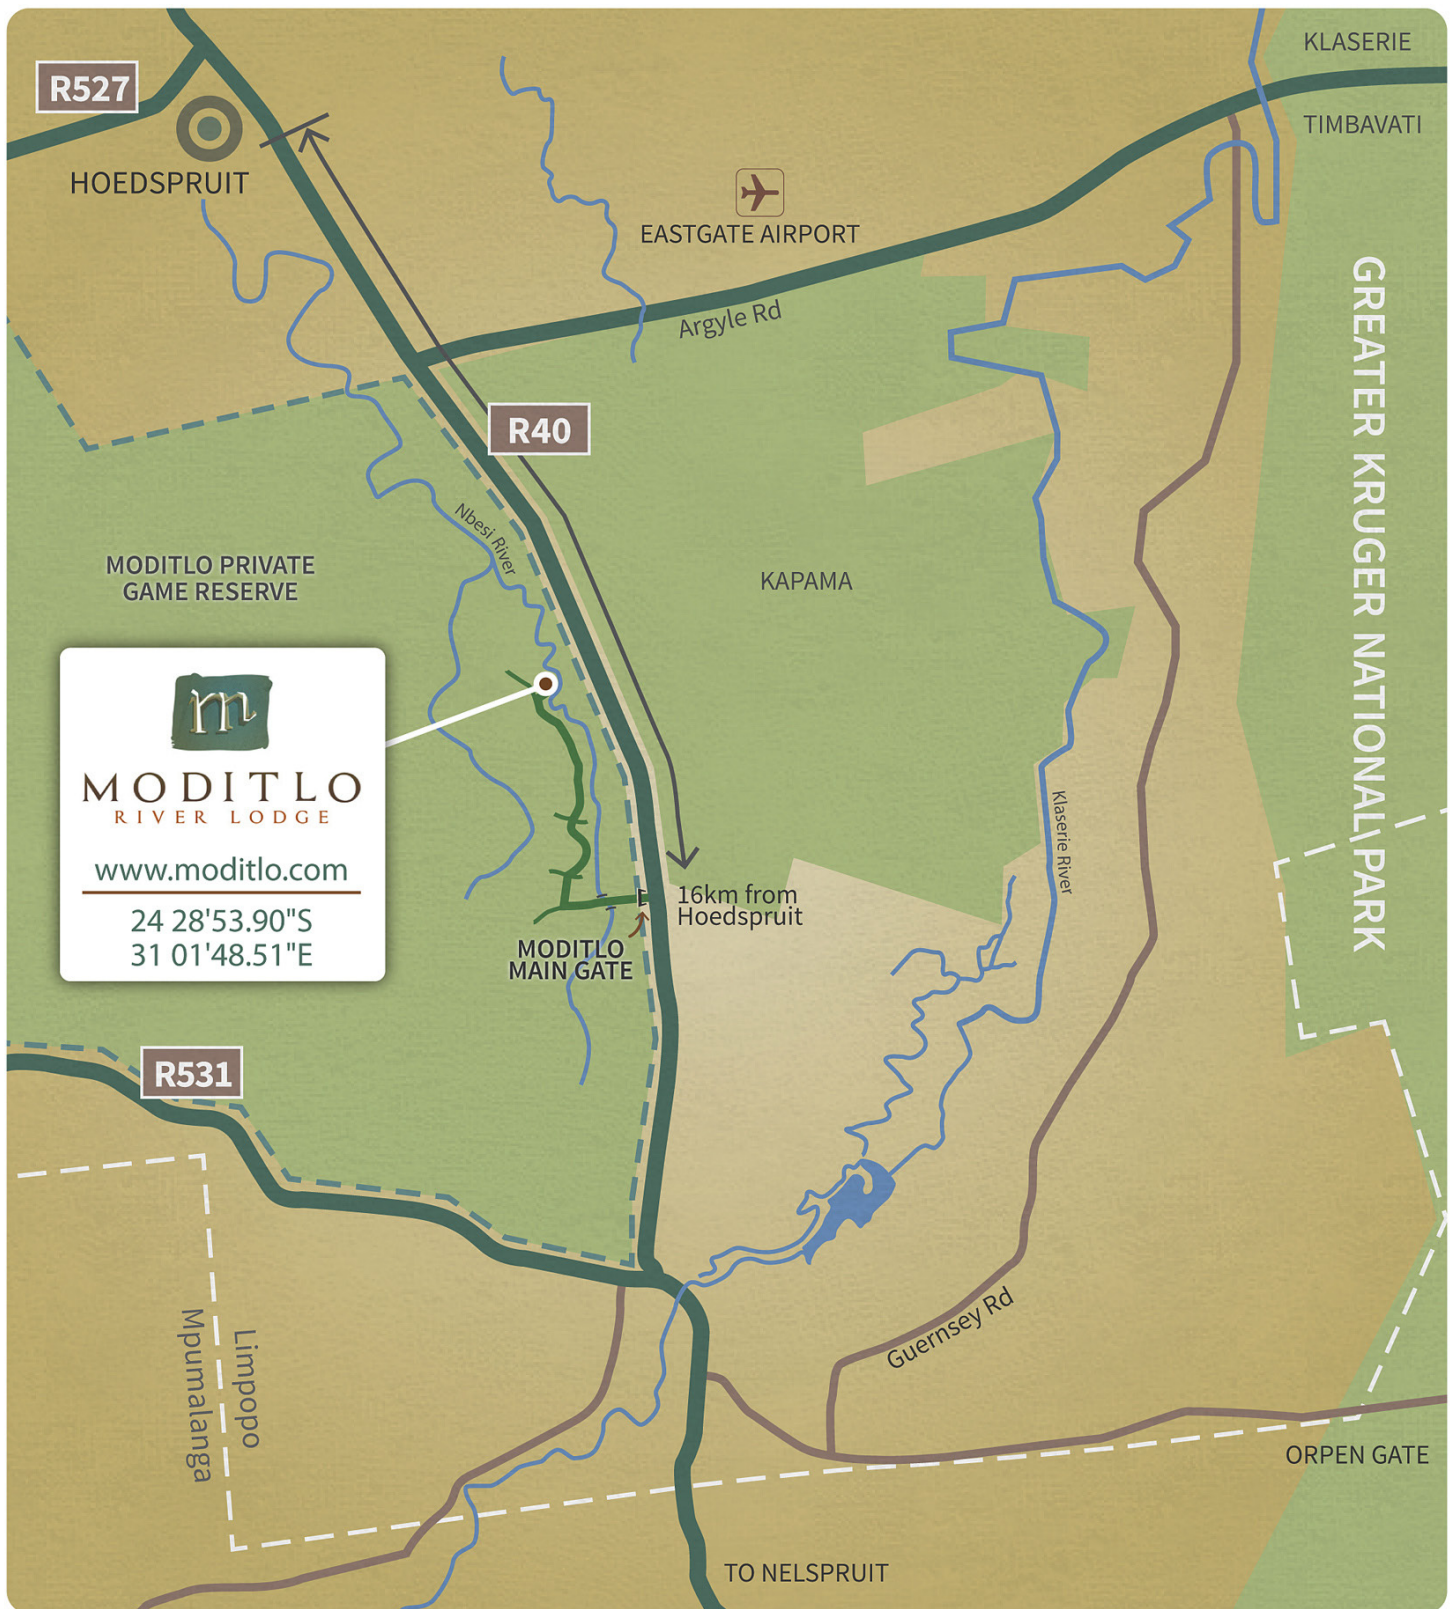 KLASERIE
R527
TIMBAVATI
HOEDSPRUIT
EASTGATE AIRPORT
Argyle Rd
GREATER KRUGER NATIONAL PARK
R40
Nbesi River
MODITLO PRIVATE
GAME RESERVE
KAPAMA
m
MODITLO
RIVER LODGE
www.moditlo.com
24 28'53.90"S
31 01'48.51"E
Klaserie River
16km from
Hoedspruit
MODITLO
MAIN GATE
R531
Guernsey Rd
Limpopo
Mpumalanga
ORPEN GATE
TO NELSPRUIT